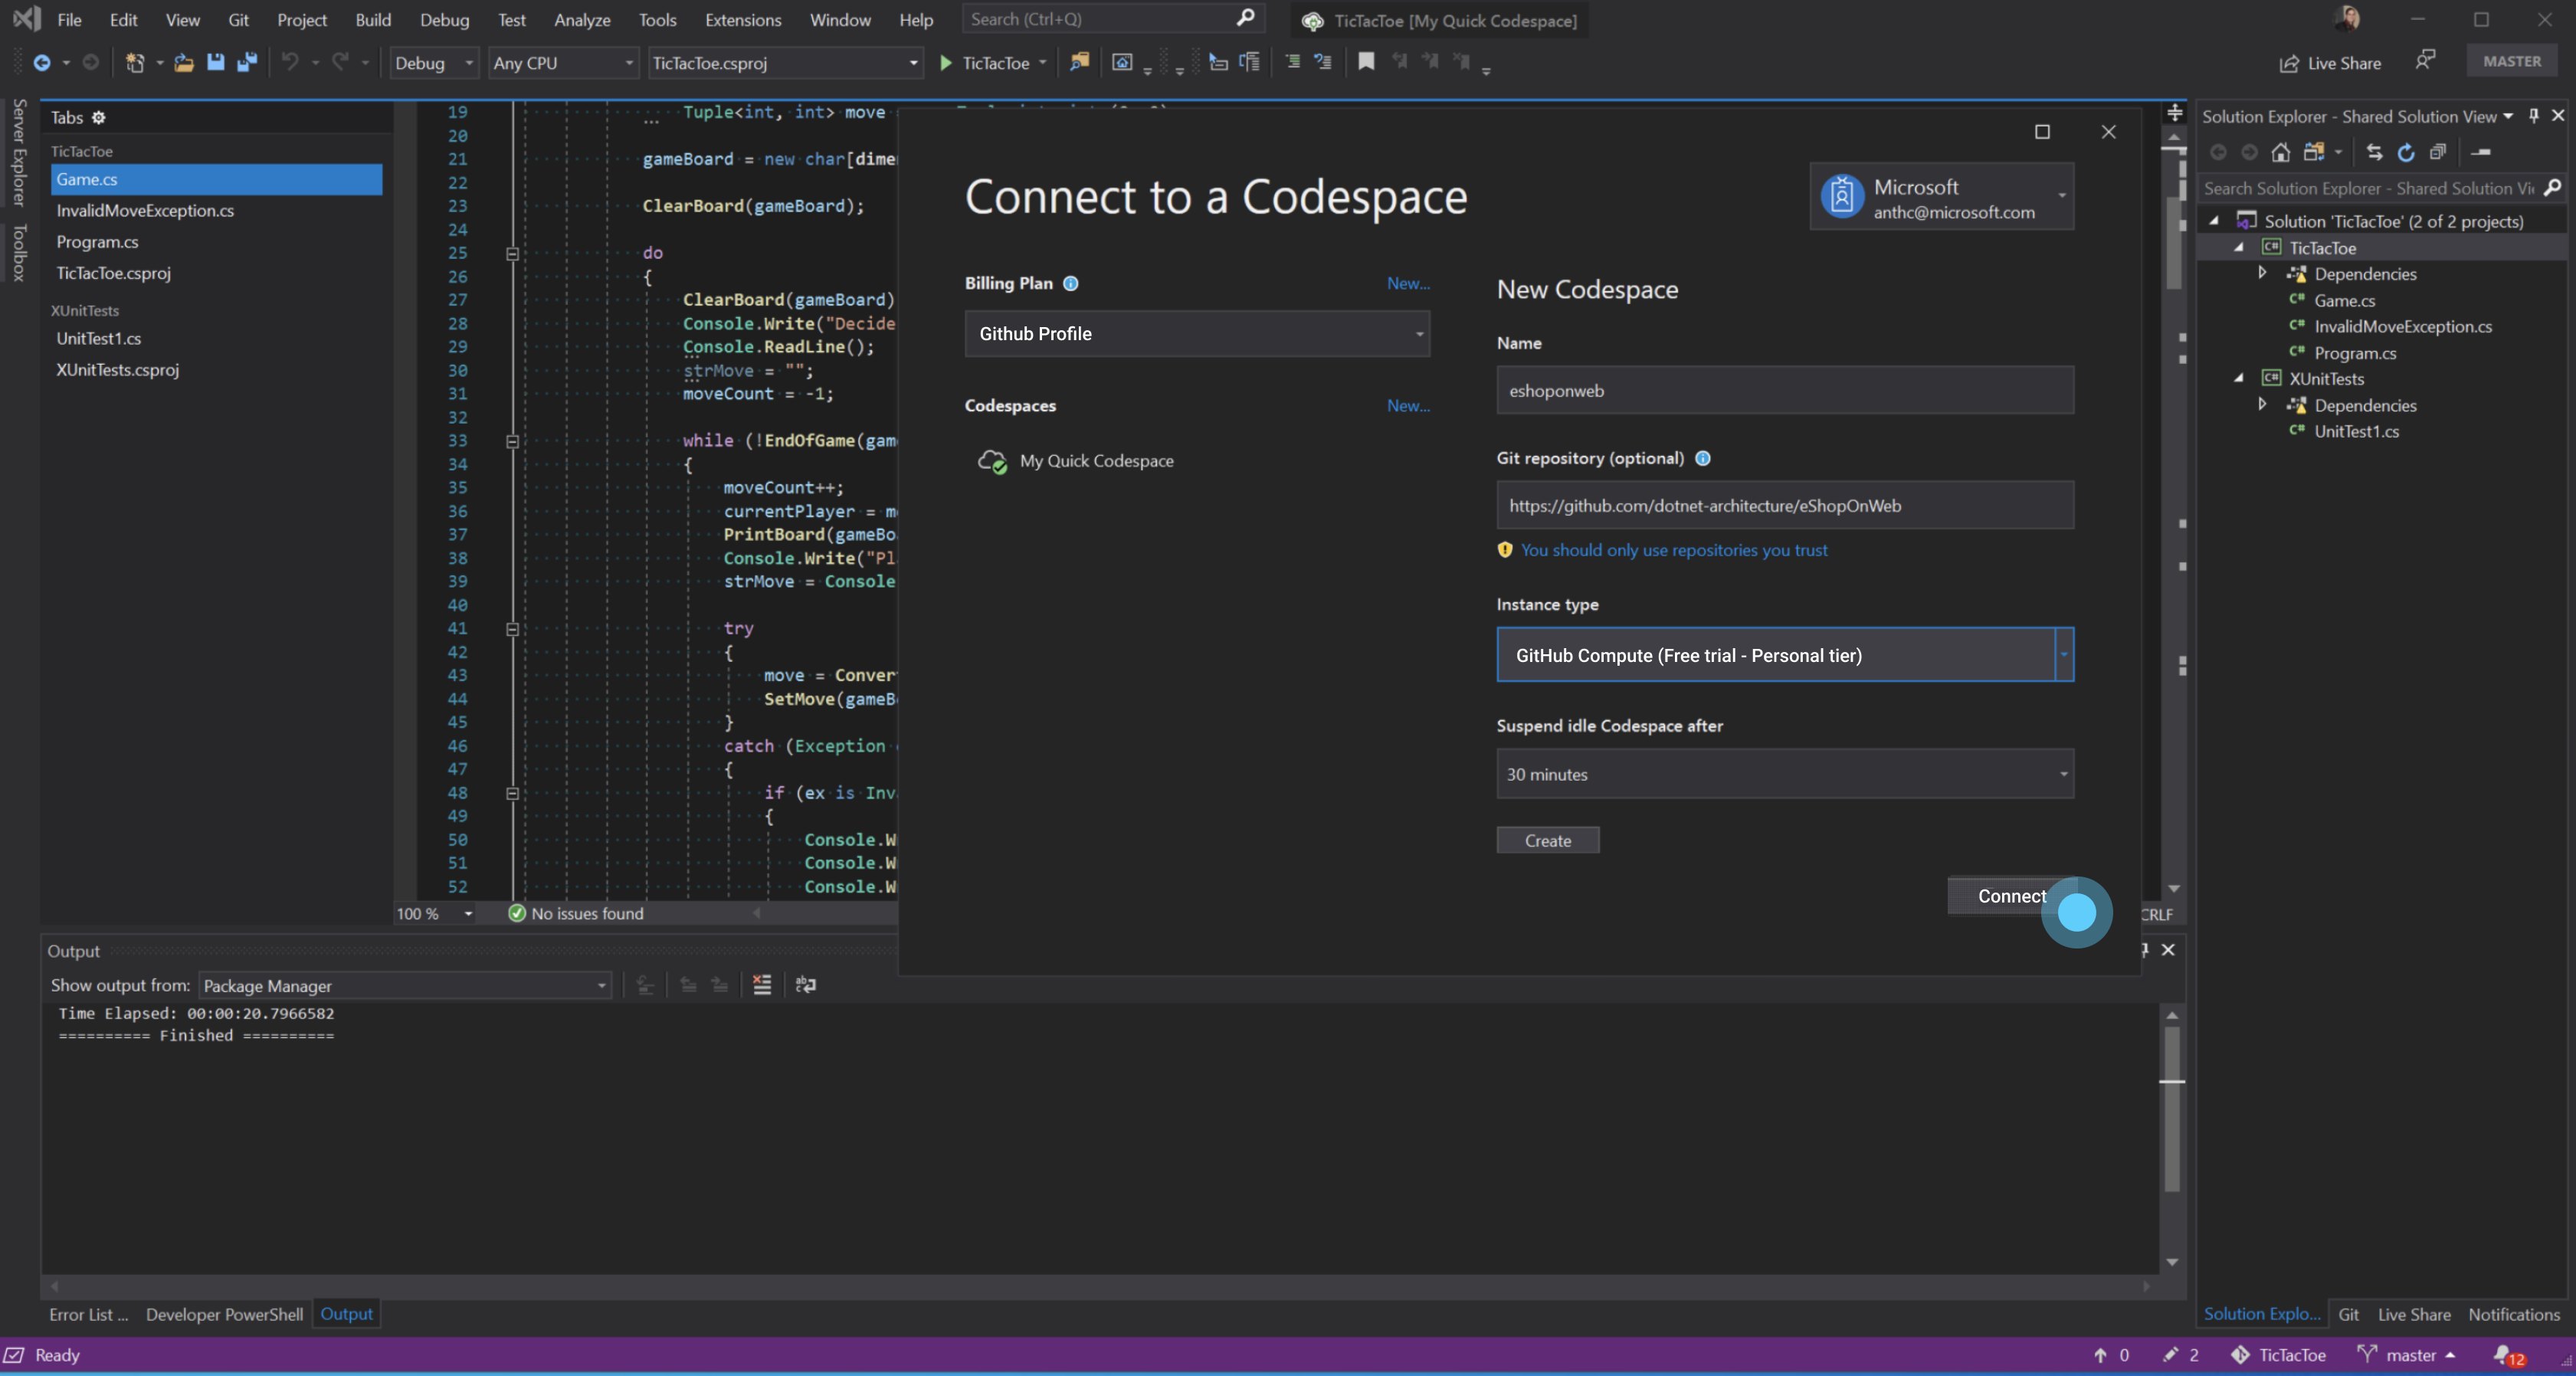 File Edit View Git Project Build Debug Test Analyze Tools Extensions Window Help Search (Ctrl+Q) TicTacToe [My Quick Codespace]
Debug Any CPU TicTacToe.csproj TicTacToe Live Share MASTER
Server Explorer
Toolbox
Tabs
TicTacToe
Game.cs
InvalidMoveException.cs
Program.cs
TicTacToe.csproj
XUnitTests
UnitTest1.cs
XUnitTests.csproj
19 Tuple<int, int> move
20
21 gameBoard = new char[dime
22
23 ClearBoard(gameBoard);
24
25 do
26 {
27 ClearBoard(gameBoard)
28 Console.Write("Decide
29 Console.ReadLine();
30 strMove = "";
31 moveCount = -1;
32
33 while (!EndOfGame(gam
34 {
35 moveCount++;
36 currentPlayer = m
37 PrintBoard(gameBo
38 Console.Write("Pl
39 strMove = Console
40
41 try
42 {
43 move = Conver
44 SetMove(gameB
45 }
46 catch (Exception
47 {
48 if (ex is Inv
49 {
50 Console.W
51 Console.W
52 Console.W
100 % No issues found
CRLF
Connect to a Codespace
Microsoft
anthc@microsoft.com
Billing Plan New...
Github Profile
Codespaces New...
My Quick Codespace
New Codespace
Name
eshoponweb
Git repository (optional)
https://github.com/dotnet-architecture/eShopOnWeb
You should only use repositories you trust
Instance type
GitHub Compute (Free trial - Personal tier)
Suspend idle Codespace after
30 minutes
Create
Connect
Solution Explorer - Shared Solution View
Search Solution Explorer - Shared Solution Vi
Solution 'TicTacToe' (2 of 2 projects)
C# TicTacToe
Dependencies
C# Game.cs
C# InvalidMoveException.cs
C# Program.cs
C# XUnitTests
Dependencies
C# UnitTest1.cs
Output
Show output from: Package Manager
Time Elapsed: 00:00:20.7966582
========== Finished ==========
Error List ... Developer PowerShell Output
Solution Explo... Git Live Share Notifications
Ready 0 2 TicTacToe master 12